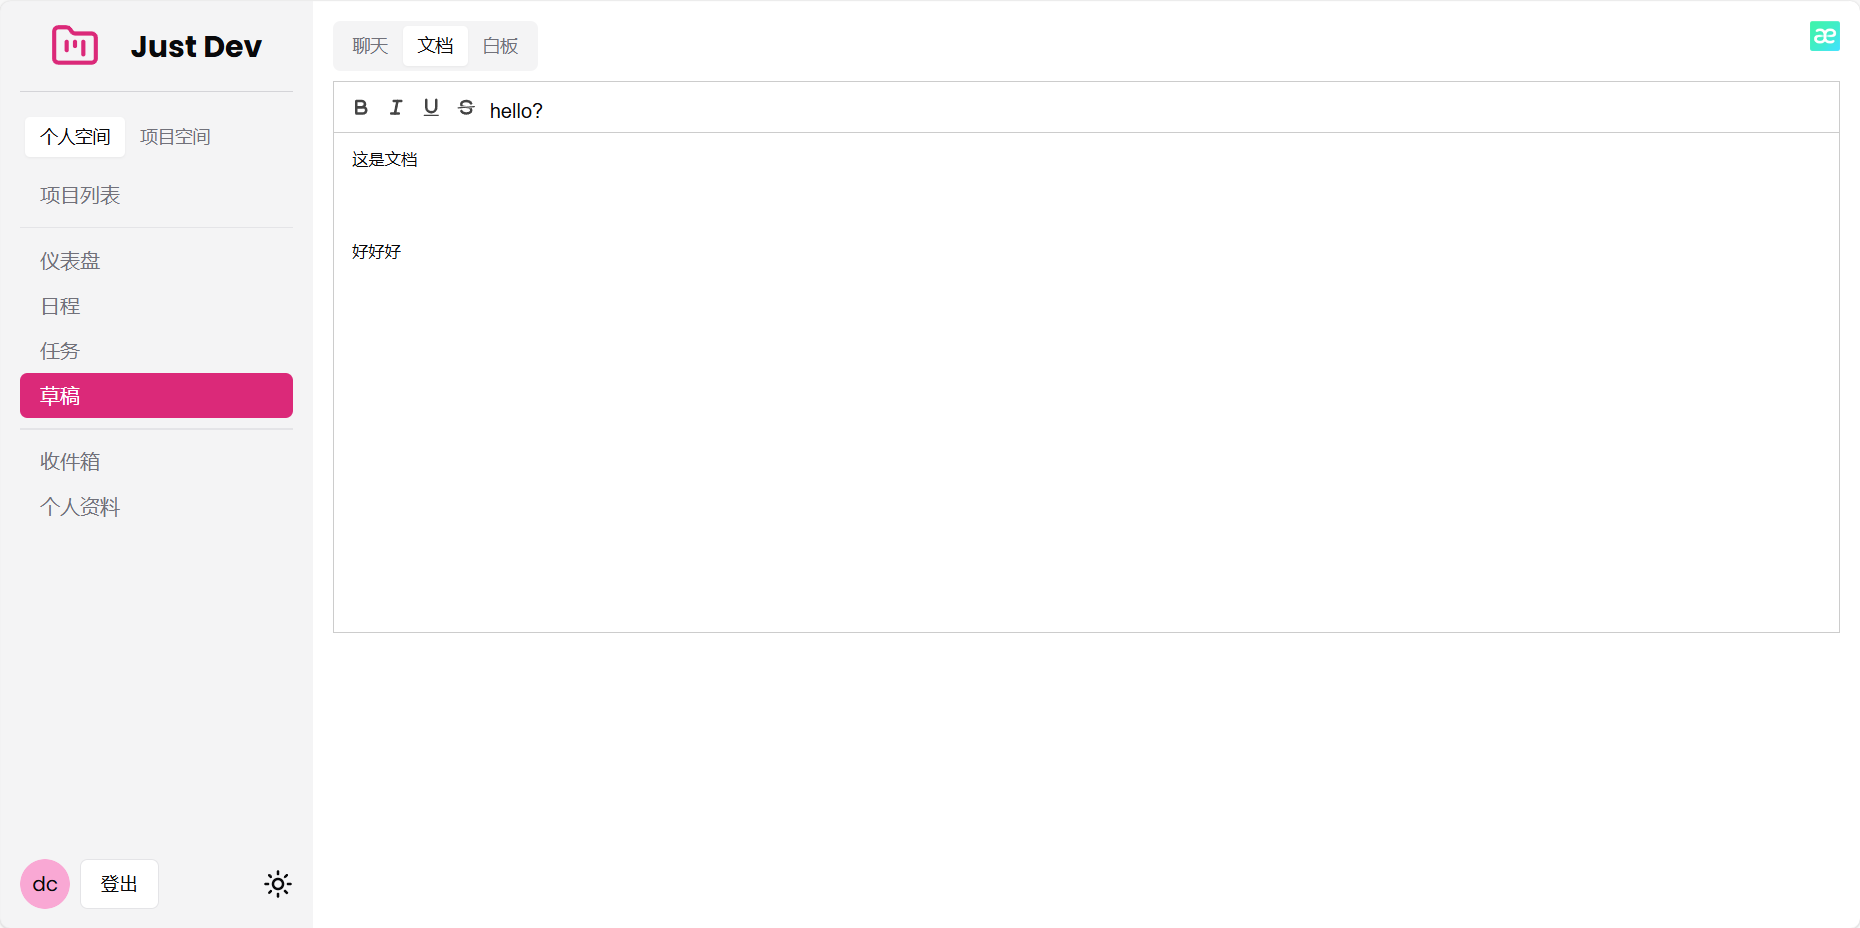 Just Dev
个人空间 项目空间
项目列表
仪表盘
日程
任务
草稿
收件箱
个人资料
dc 登出
聊天 文档 白板
æ
B I U S hello?
这是文档
好好好